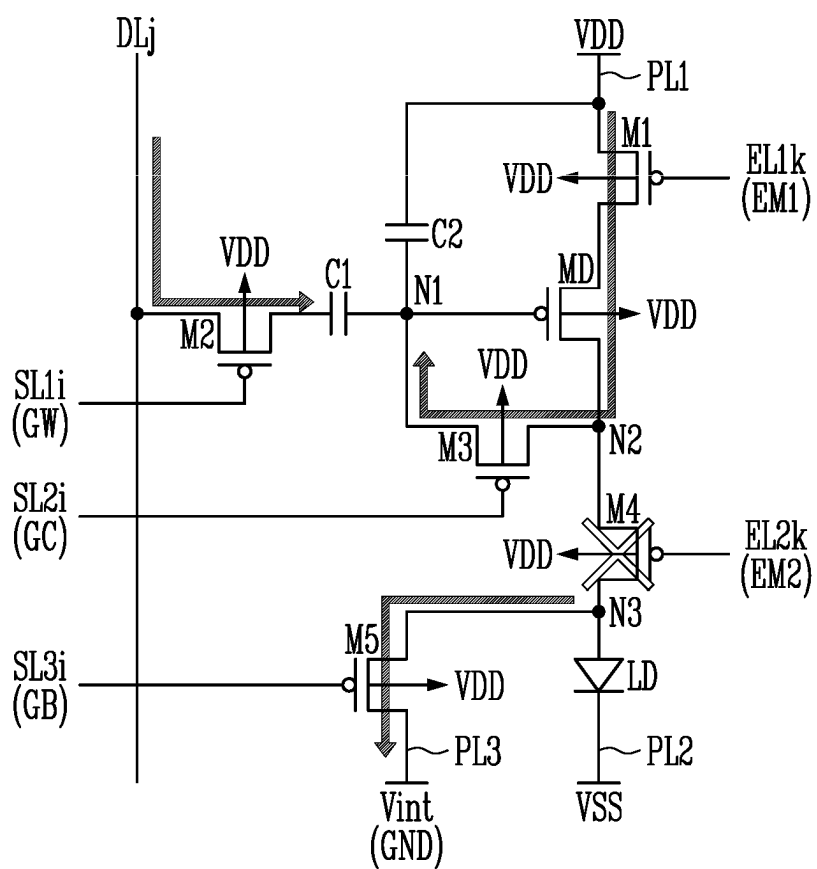 DLj
VDD
PL1
M1
EL1k
(EM1)
VDD
C2
VDD
C1
N1
MD
VDD
M2
SL1i
(GW)
VDD
M3
N2
SL2i
(GC)
M4
VDD
EL2k
(EM2)
N3
M5
SL3i
(GB)
VDD
LD
PL3
PL2
Vint
(GND)
VSS